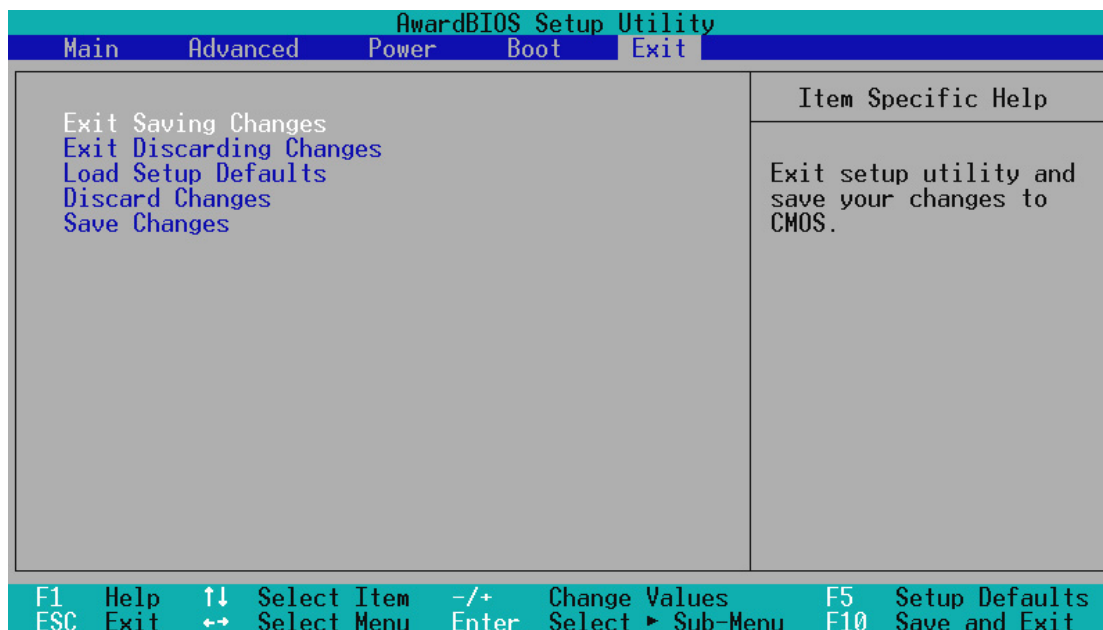 AwardBIOS Setup Utility
Main Advanced Power Boot Exit
Exit Saving Changes
Exit Discarding Changes
Load Setup Defaults
Discard Changes
Save Changes
Item Specific Help
Exit setup utility and
save your changes to
CMOS.
F1 Help ↑↓ Select Item -/+ Change Values F5 Setup Defaults
ESC Exit ←→ Select Menu Enter Select ► Sub-Menu F10 Save and Exit